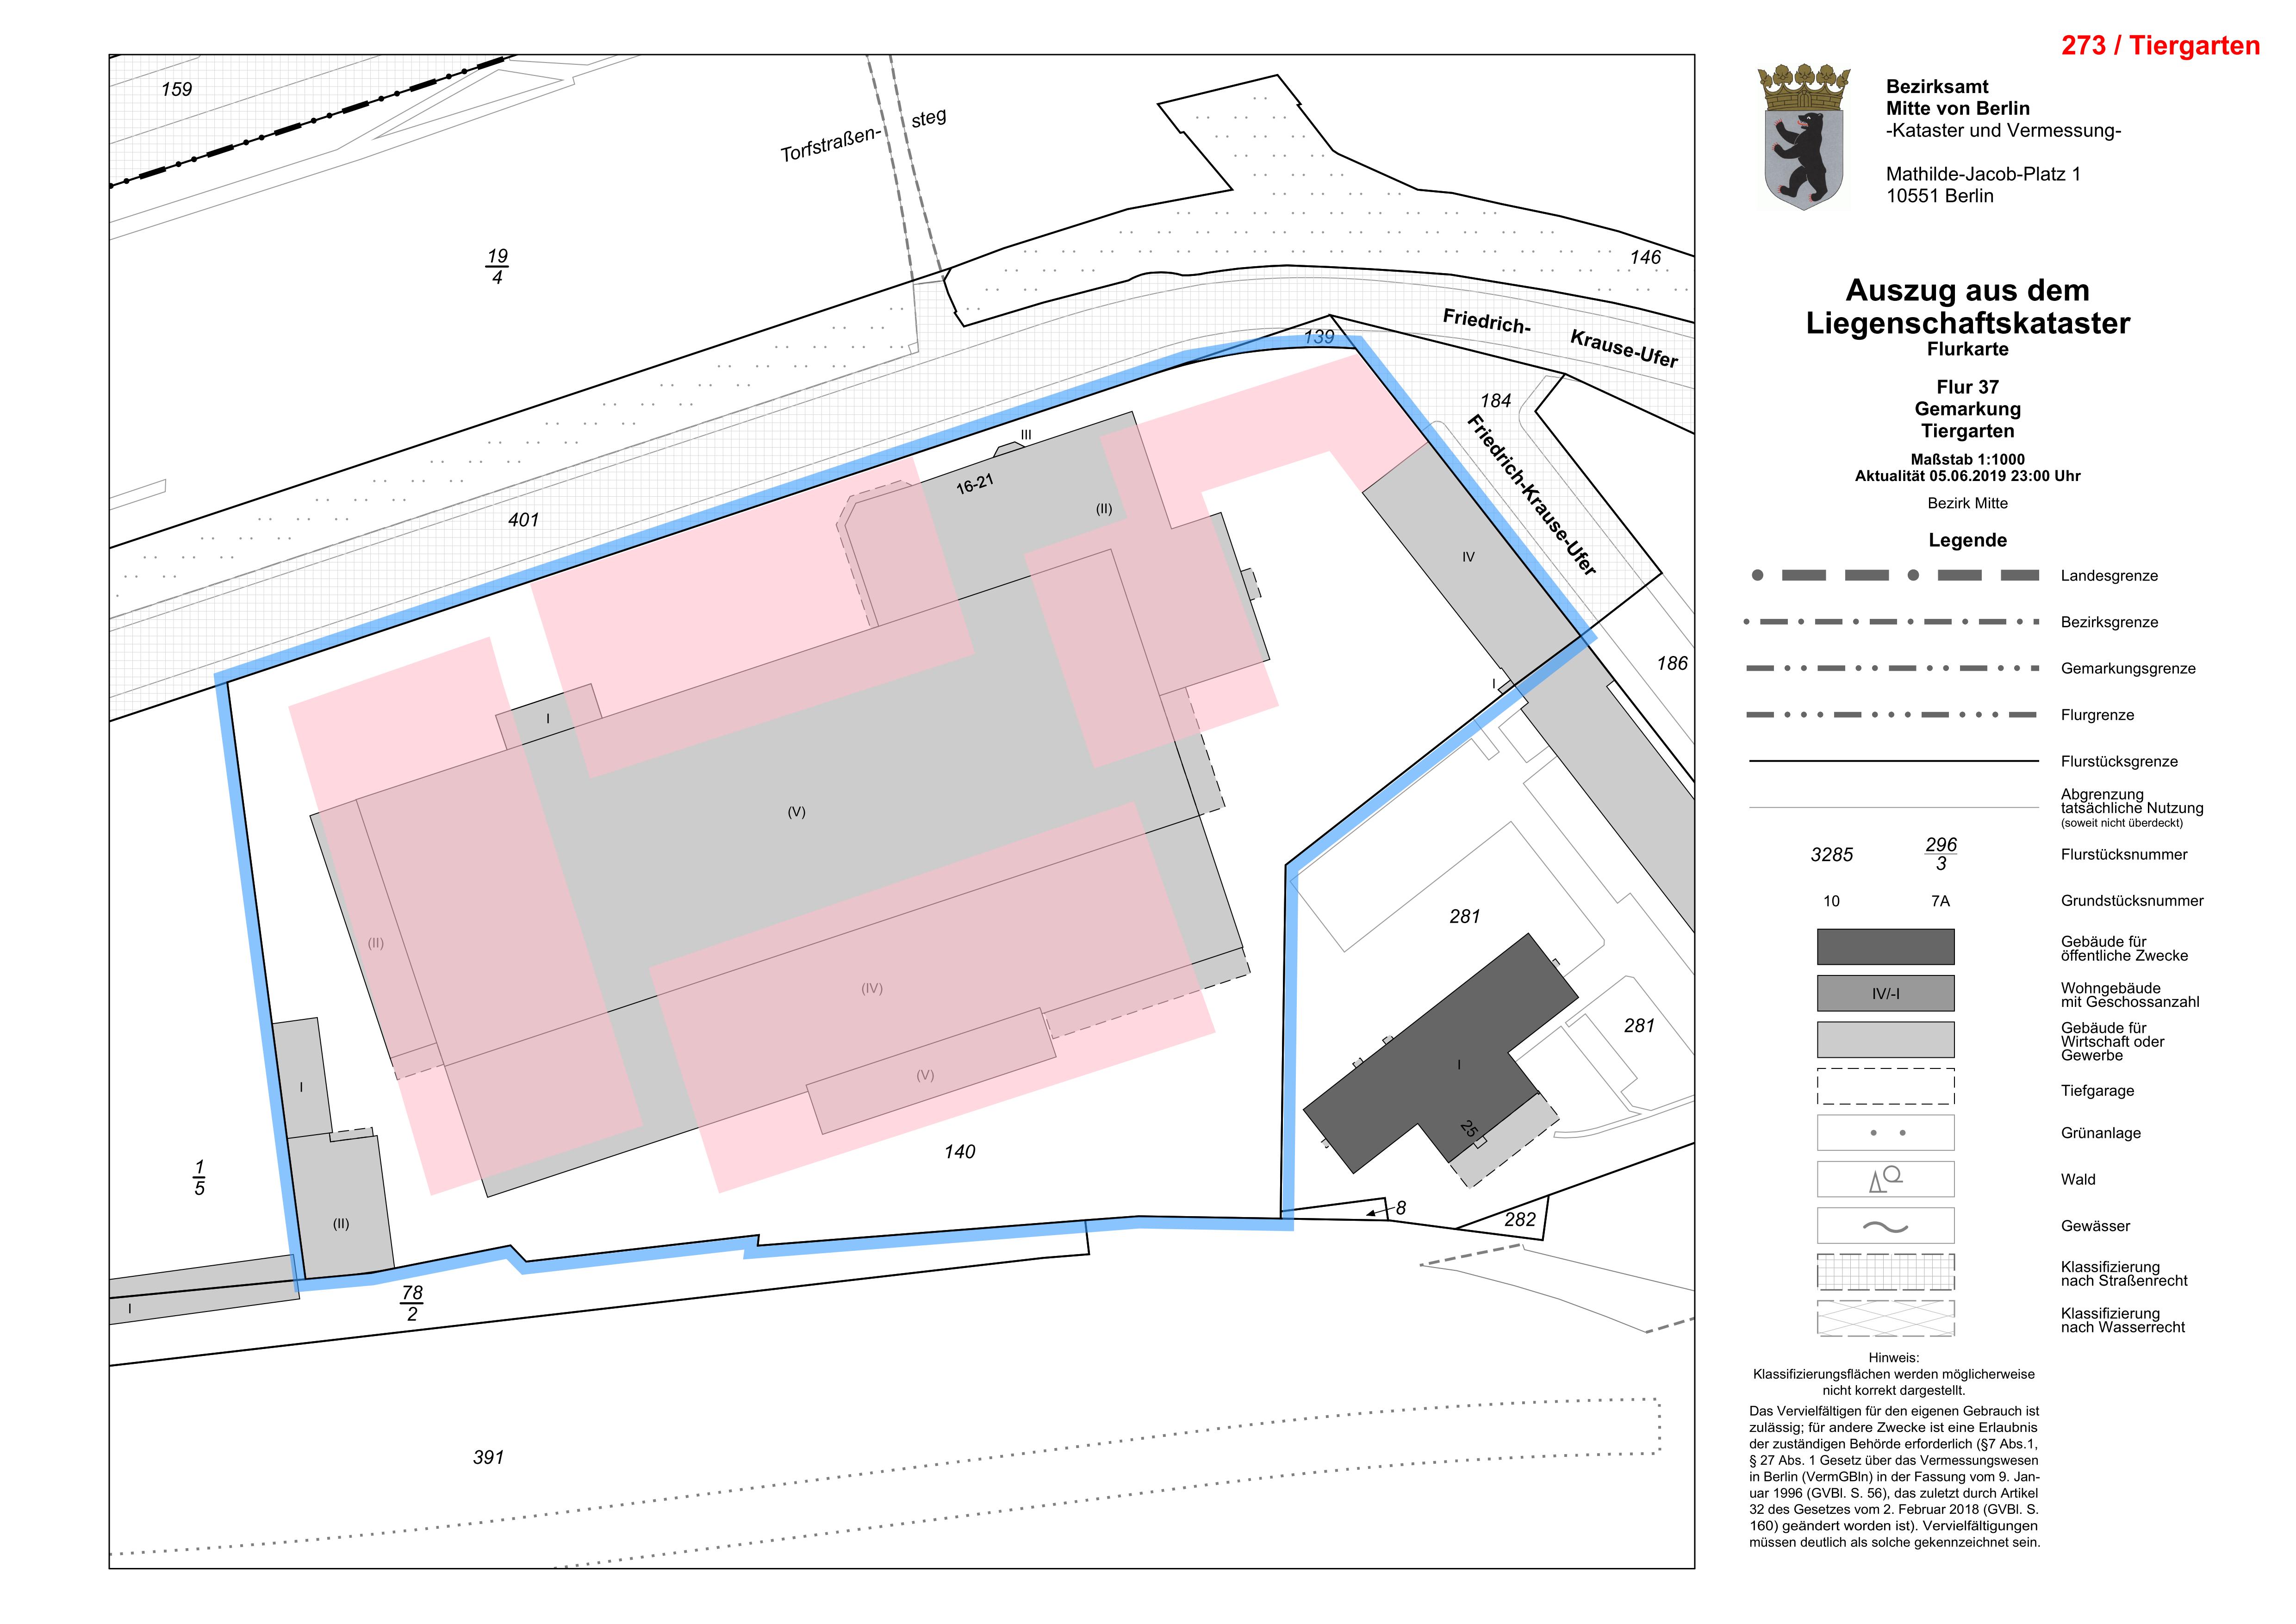 273 / Tiergarten
Bezirksamt
Mitte von Berlin
-Kataster und Vermessung-
Mathilde-Jacob-Platz 1
10551 Berlin
Auszug aus dem
Liegenschaftskataster
Flurkarte
Flur 37
Gemarkung
Tiergarten
Maßstab 1:1000
Aktualität 05.06.2019 23:00 Uhr
Bezirk Mitte
Legende
Landesgrenze
Bezirksgrenze
Gemarkungsgrenze
Flurgrenze
Flurstücksgrenze
Abgrenzung
tatsächliche Nutzung
(soweit nicht überdeckt)
3285 296 Flurstücksnummer
3
10 7A Grundstücksnummer
Gebäude für
öffentliche Zwecke
IV/-I Wohngebäude
mit Geschossanzahl
Gebäude für
Wirtschaft oder
Gewerbe
Tiefgarage
Grünanlage
Wald
Gewässer
Klassifizierung
nach Straßenrecht
Klassifizierung
nach Wasserrecht
Hinweis:
Klassifizierungsflächen werden möglicherweise
nicht korrekt dargestellt.
Das Vervielfältigen für den eigenen Gebrauch ist
zulässig; für andere Zwecke ist eine Erlaubnis
der zuständigen Behörde erforderlich (§7 Abs.1,
§ 27 Abs. 1 Gesetz über das Vermessungswesen
in Berlin (VermGBln) in der Fassung vom 9. Jan-
uar 1996 (GVBl. S. 56), das zuletzt durch Artikel
32 des Gesetzes vom 2. Februar 2018 (GVBl. S.
160) geändert worden ist). Vervielfältigungen
müssen deutlich als solche gekennzeichnet sein.
159
Torfstraßen- steg
19
4
146
Friedrich- Krause-Ufer
139
184
Friedrich-Krause-Ufer
III
16-21
(II)
401
IV
186
I
I
(V)
(II)
(IV)
281
281
I
(V)
I
25
140
1
5
(II)
8
282
78
2
I
391